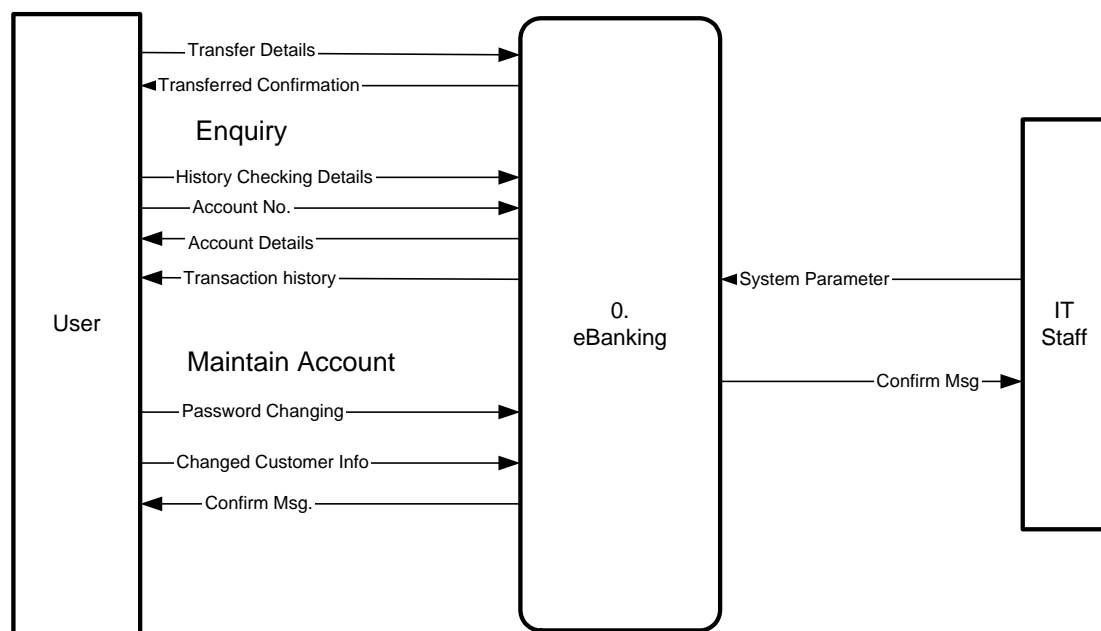 Transfer Details
Transferred Confirmation
Enquiry
History Checking Details
Account No.
Account Details
Transaction history
System Parameter
User
0.
eBanking
IT
Staff
Maintain Account
Confirm Msg
Password Changing
Changed Customer Info
Confirm Msg.